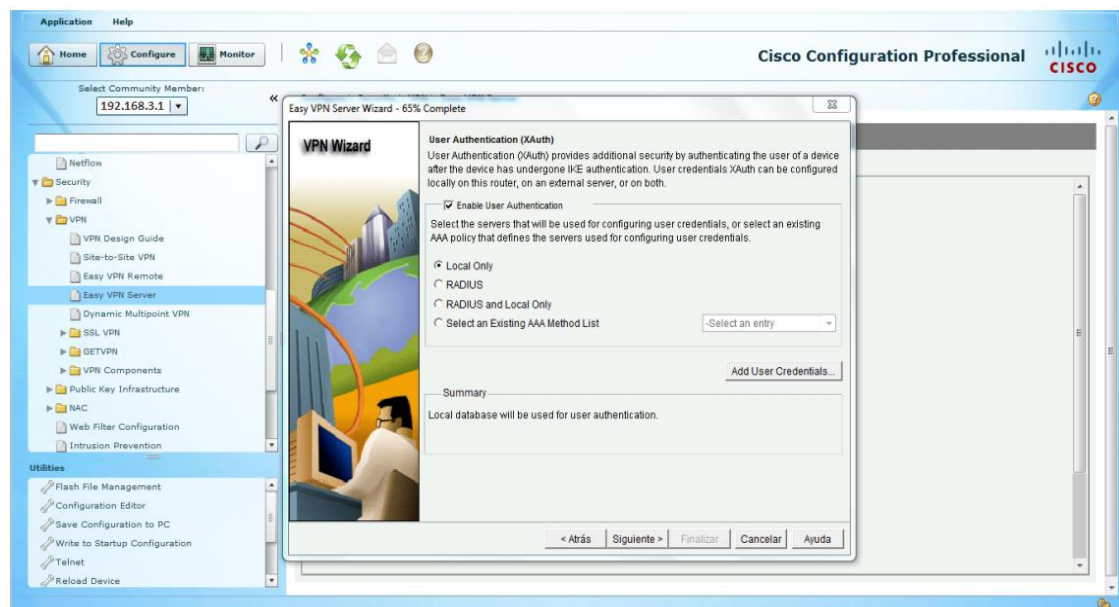 Application Help
Home Configure Monitor
Cisco Configuration Professional
CISCO
Select Community Member:
192.168.3.1
«
Netflow
Security
Firewall
VPN
VPN Design Guide
Site-to-Site VPN
Easy VPN Remote
Easy VPN Server
Dynamic Multipoint VPN
SSL VPN
GETVPN
VPN Components
Public Key Infrastructure
NAC
Web Filter Configuration
Intrusion Prevention
Utilities
Flash File Management
Configuration Editor
Save Configuration to PC
Write to Startup Configuration
Telnet
Reload Device
Easy VPN Server Wizard - 65% Complete
VPN Wizard
User Authentication (XAuth)
User Authentication (XAuth) provides additional security by authenticating the user of a device
after the device has undergone IKE authentication. User credentials XAuth can be configured
locally on this router, on an external server, or on both.
Enable User Authentication
Select the servers that will be used for configuring user credentials, or select an existing
AAA policy that defines the servers used for configuring user credentials.
Local Only
RADIUS
RADIUS and Local Only
Select an Existing AAA Method List -Select an entry
Add User Credentials...
Summary
Local database will be used for user authentication.
< Atrás Siguiente > Finalizar Cancelar Ayuda